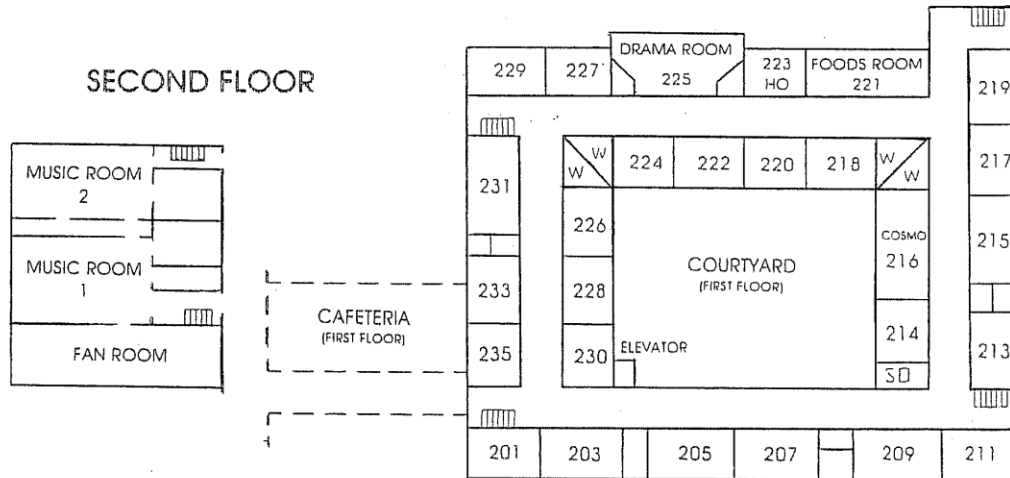 SECOND FLOOR
229
227
DRAMA ROOM
225
223
HO
FOODS ROOM
221
219
MUSIC ROOM
2
231
W
W
224
222
220
218
W
W
217
226
COSMO
216
215
MUSIC ROOM
1
233
228
COURTYARD
(FIRST FLOOR)
CAFETERIA
(FIRST FLOOR)
214
213
FAN ROOM
235
230
ELEVATOR
SD
201
203
205
207
209
211